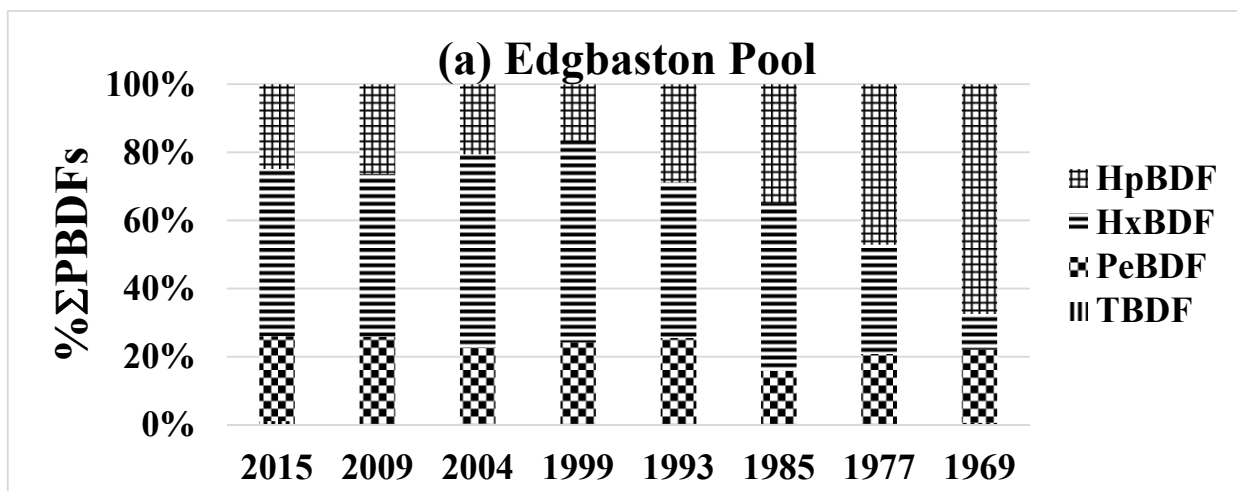 (a) Edgbaston Pool
%ΣPBDFs
100%
80%
60%
40%
20%
0%
2015 2009 2004 1999 1993 1985 1977 1969
HpBDF
HxBDF
PeBDF
TBDF